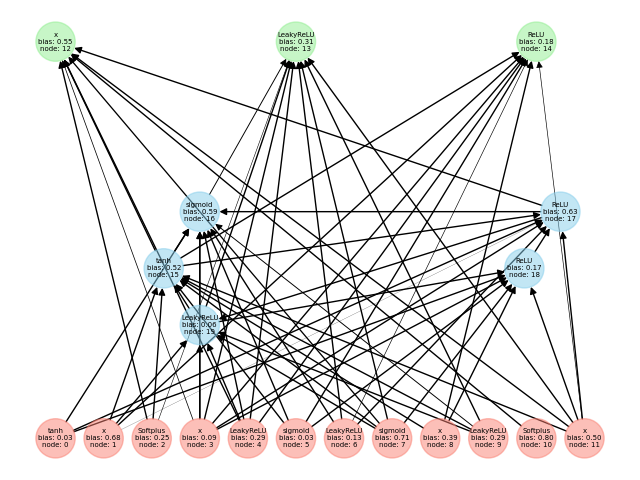 x
bias: 0.55
node: 12
LeakyReLU
bias: 0.31
node: 13
ReLU
bias: 0.18
node: 14
sigmoid
bias: 0.59
node: 16
ReLU
bias: 0.63
node: 17
tanh
bias: 0.52
node: 15
ReLU
bias: 0.17
node: 18
LeakyReLU
bias: 0.06
node: 19
tanh
bias: 0.03
node: 0
x
bias: 0.68
node: 1
Softplus
bias: 0.25
node: 2
x
bias: 0.09
node: 3
LeakyReLU
bias: 0.29
node: 4
sigmoid
bias: 0.03
node: 5
LeakyReLU
bias: 0.13
node: 6
sigmoid
bias: 0.71
node: 7
x
bias: 0.39
node: 8
LeakyReLU
bias: 0.29
node: 9
Softplus
bias: 0.80
node: 10
x
bias: 0.50
node: 11